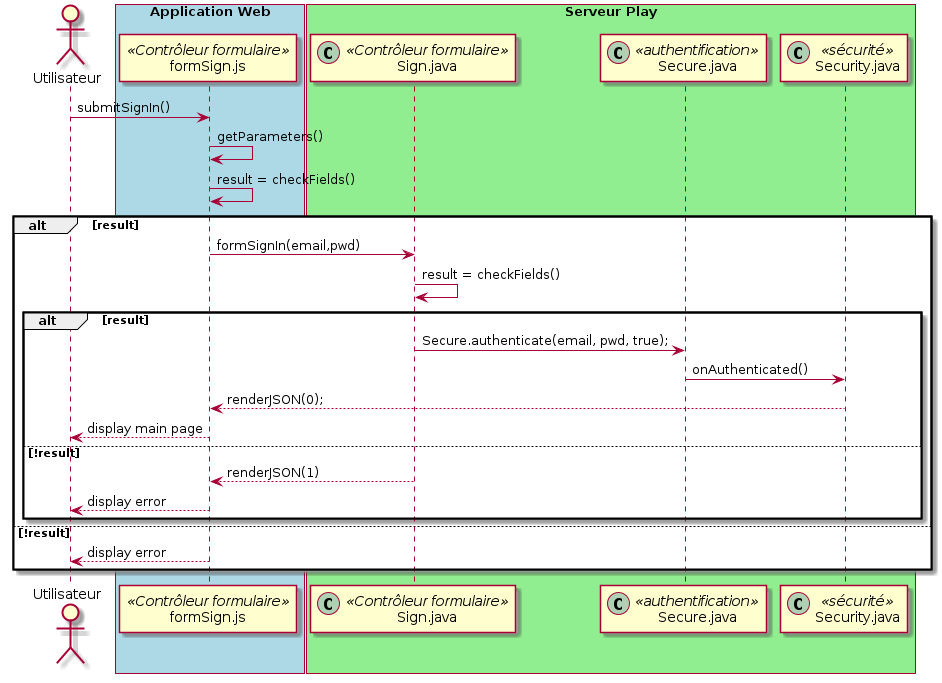 Application Web
Serveur Play
«Contrôleur formulaire»
formSign.js
C «Contrôleur formulaire»
Sign.java
C «authentification»
Secure.java
C «sécurité»
Security.java
Utilisateur
submitSignIn()
getParameters()
result = checkFields()
alt [result]
formSignIn(email,pwd)
result = checkFields()
alt [result]
Secure.authenticate(email, pwd, true);
onAuthenticated()
renderJSON(0);
display main page
[!result]
renderJSON(1)
display error
[!result]
display error
Utilisateur
«Contrôleur formulaire»
formSign.js
C «Contrôleur formulaire»
Sign.java
C «authentification»
Secure.java
C «sécurité»
Security.java